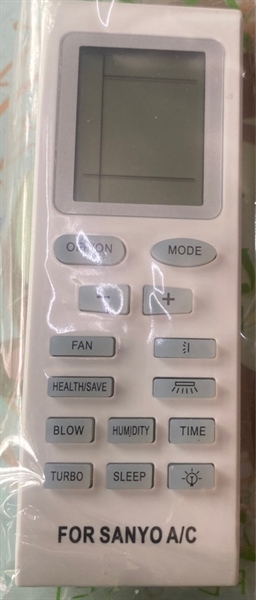 OFF/ON MODE
- +
FAN
HEALTH/SAVE
BLOW HUMIDITY TIME
TURBO SLEEP
FOR SANYO A/C